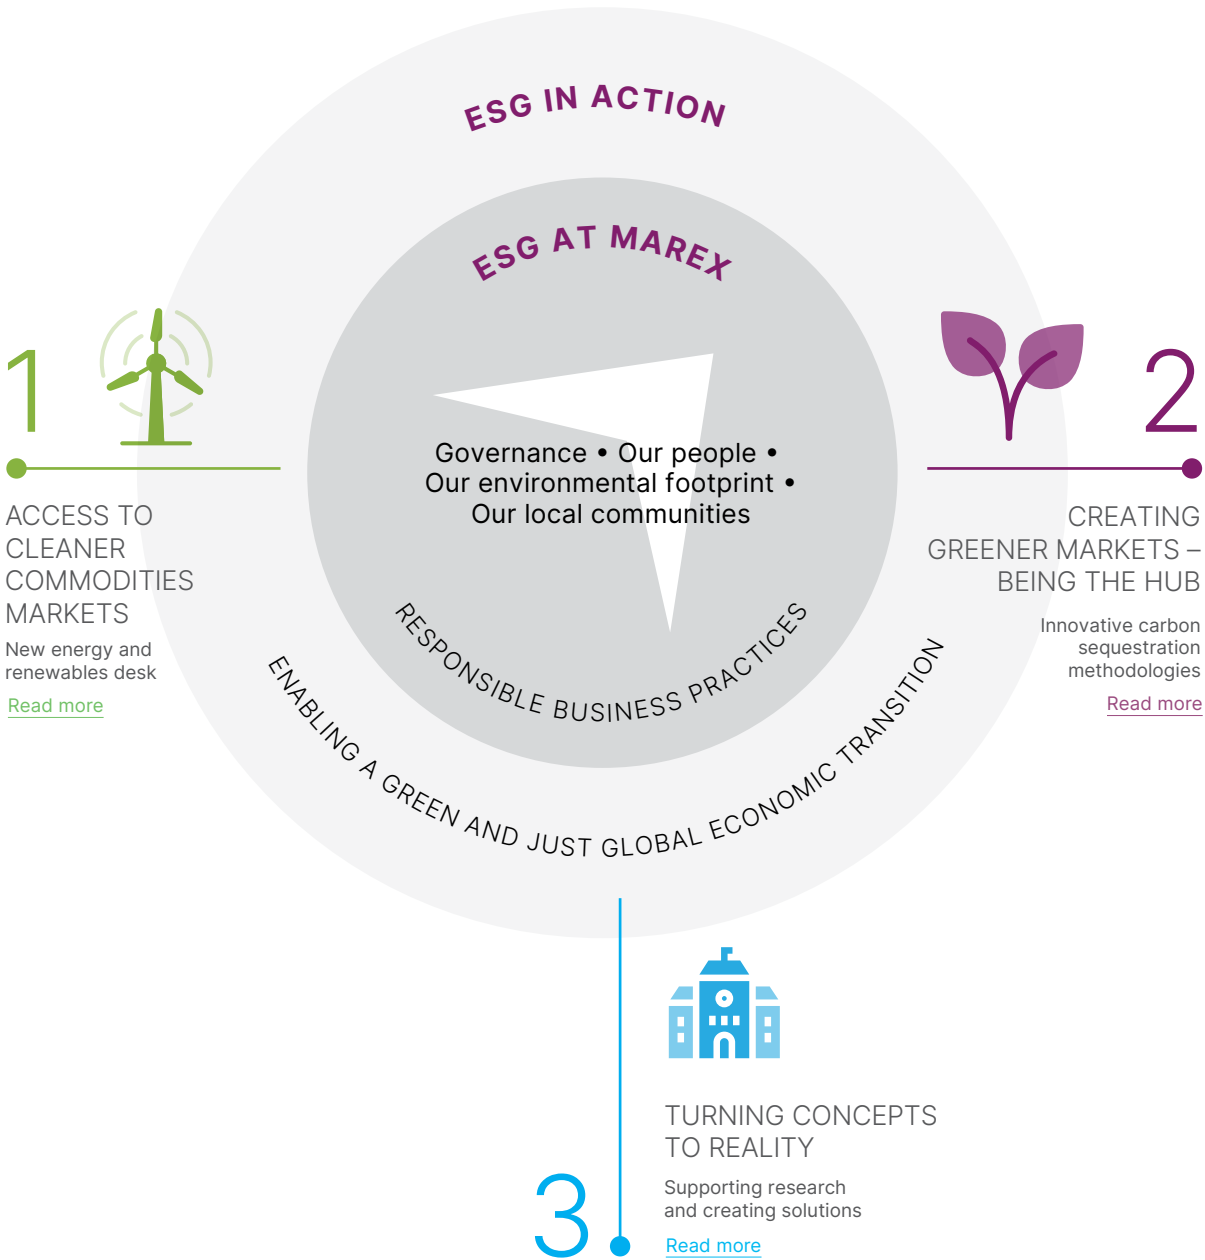 ESG IN ACTION
ESG AT MAREX
Governance • Our people •
Our environmental footprint •
Our local communities
RESPONSIBLE BUSINESS PRACTICES
ENABLING A GREEN AND JUST GLOBAL ECONOMIC TRANSITION
1
ACCESS TO
CLEANER
COMMODITIES
MARKETS
New energy and
renewables desk
Read more
2
CREATING
GREENER MARKETS –
BEING THE HUB
Innovative carbon
sequestration
methodologies
Read more
3
TURNING CONCEPTS
TO REALITY
Supporting research
and creating solutions
Read more